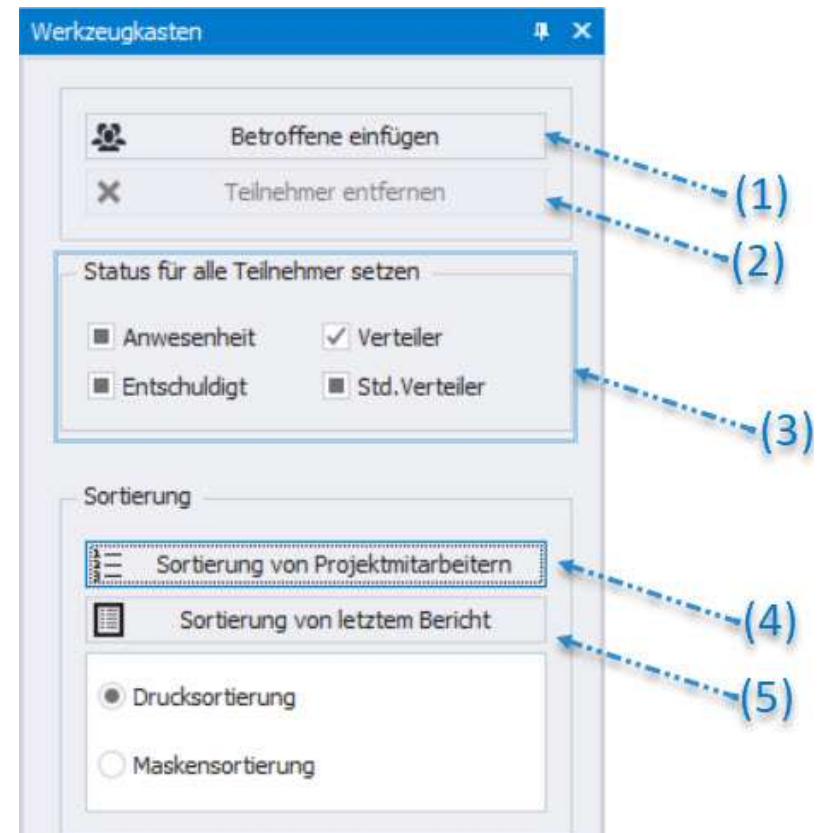 Werkzeugkasten
Betroffene einfügen
Teilnehmer entfernen
(1)
(2)
Status für alle Teilnehmer setzen
Anwesenheit Verteiler
Entschuldigt Std.Verteiler
(3)
Sortierung
Sortierung von Projektmitarbeitern
Sortierung von letztem Bericht
(4)
(5)
Drucksortierung
Maskensortierung